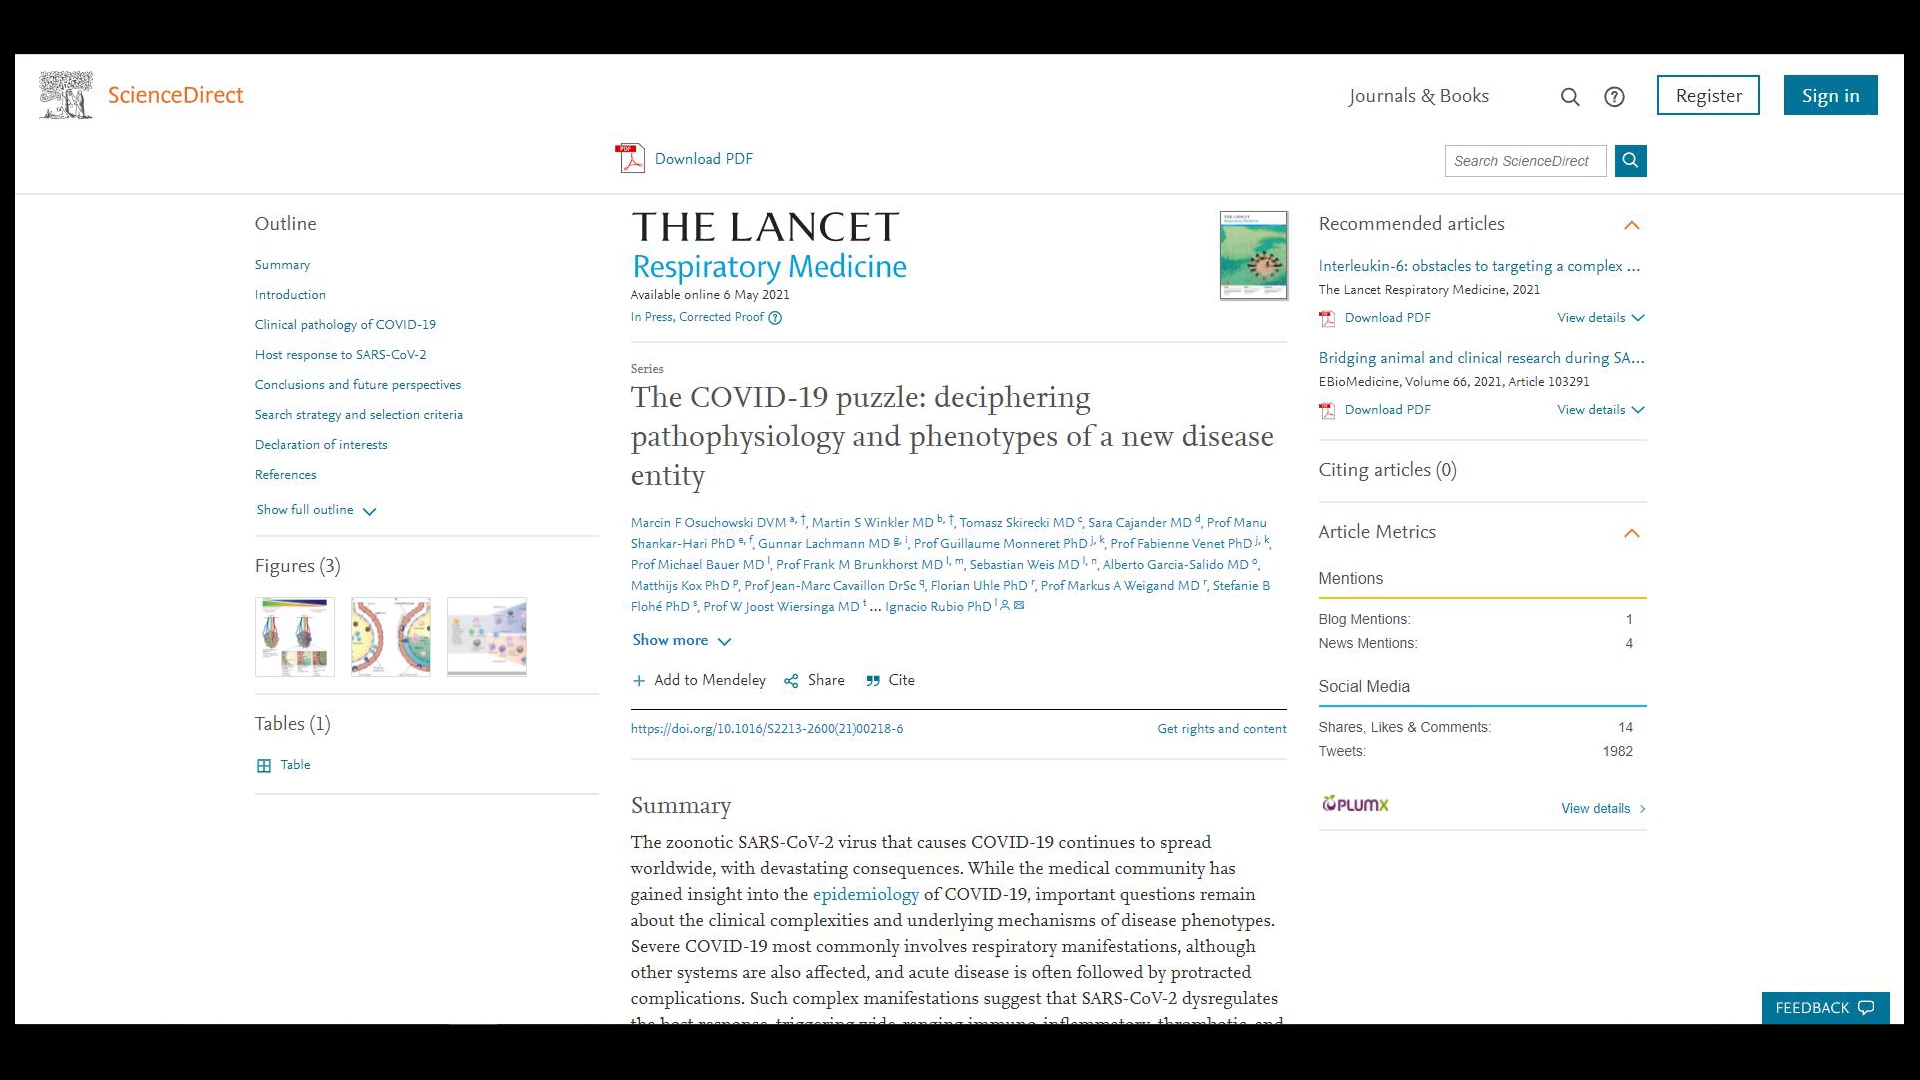 ScienceDirect
Journals & Books
Register
Sign in
Download PDF
Search ScienceDirect
Outline
Summary
Introduction
Clinical pathology of COVID-19
Host response to SARS-CoV-2
Conclusions and future perspectives
Search strategy and selection criteria
Declaration of interests
References
Show full outline
Figures (3)
Tables (1)
Table
THE LANCET
Respiratory Medicine
Available online 6 May 2021
In Press, Corrected Proof
Series
The COVID-19 puzzle: deciphering
pathophysiology and phenotypes of a new disease
entity
Marcin F Osuchowski DVM a, †, Martin S Winkler MD b, †, Tomasz Skirecki MD c, Sara Cajander MD d, Prof Manu
Shankar-Hari PhD e, f, Gunnar Lachmann MD g, i, Prof Guillaume Monneret PhD j, k, Prof Fabienne Venet PhD j, k,
Prof Michael Bauer MD l, Prof Frank M Brunkhorst MD l, m, Sebastian Weis MD l, n, Alberto Garcia-Salido MD o,
Matthijs Kox PhD p, Prof Jean-Marc Cavaillon DrSc q, Florian Uhle PhD r, Prof Markus A Weigand MD r, Stefanie B
Flohé PhD s, Prof W Joost Wiersinga MD t ... Ignacio Rubio PhD l
Show more
Add to Mendeley Share Cite
https://doi.org/10.1016/S2213-2600(21)00218-6
Get rights and content
Summary
The zoonotic SARS-CoV-2 virus that causes COVID-19 continues to spread
worldwide, with devastating consequences. While the medical community has
gained insight into the epidemiology of COVID-19, important questions remain
about the clinical complexities and underlying mechanisms of disease phenotypes.
Severe COVID-19 most commonly involves respiratory manifestations, although
other systems are also affected, and acute disease is often followed by protracted
complications. Such complex manifestations suggest that SARS-CoV-2 dysregulates
the host response, triggering wide-ranging immuno-inflammatory, thrombotic, and
Recommended articles
Interleukin-6: obstacles to targeting a complex ...
The Lancet Respiratory Medicine, 2021
Download PDF View details
Bridging animal and clinical research during SA...
EBioMedicine, Volume 66, 2021, Article 103291
Download PDF View details
Citing articles (0)
Article Metrics
Mentions
Blog Mentions: 1
News Mentions: 4
Social Media
Shares, Likes & Comments: 14
Tweets: 1982
PLUMX
View details
FEEDBACK